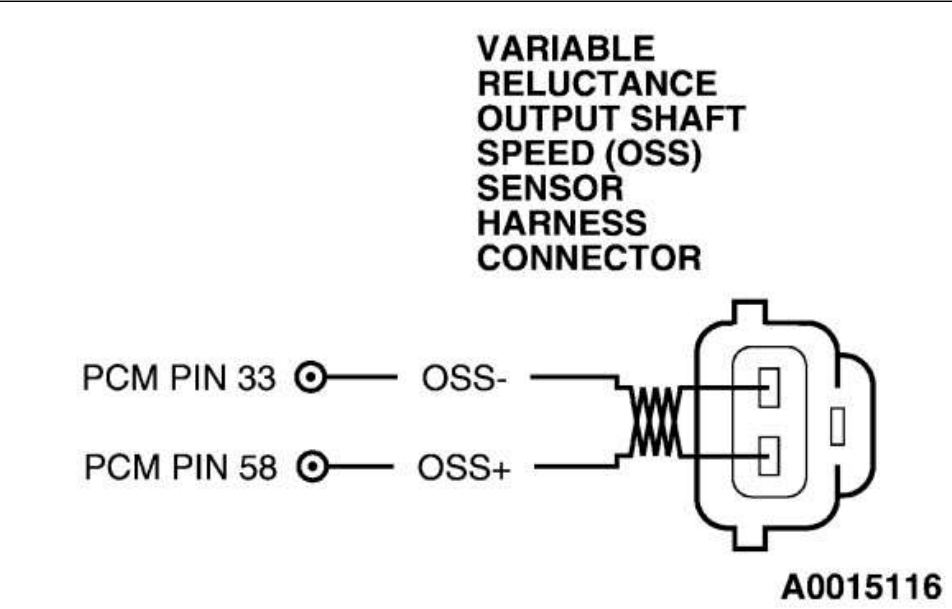 VARIABLE
RELUCTANCE
OUTPUT SHAFT
SPEED (OSS)
SENSOR
HARNESS
CONNECTOR
PCM PIN 33 OSS-
PCM PIN 58 OSS+
A0015116